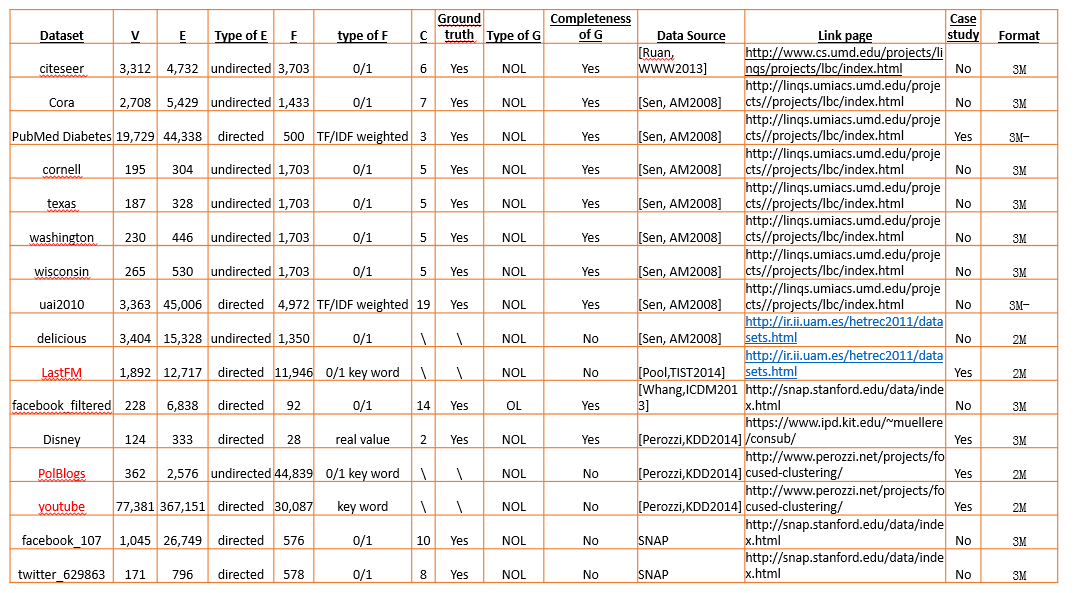 Dataset V E Type of E F type of F C Ground truth Type of G Completeness of G Data Source Link page Case study Format
citeseer 3,312 4,732 undirected 3,703 0/1 6 Yes NOL Yes [Ruan, WWW2013] http://www.cs.umd.edu/projects/linqs/projects/lbc/index.html No 3M
Cora 2,708 5,429 undirected 1,433 0/1 7 Yes NOL Yes [Sen, AM2008] http://linqs.umiacs.umd.edu/projects//projects/lbc/index.html No 3M
PubMed Diabetes 19,729 44,338 directed 500 TF/IDF weighted 3 Yes NOL Yes [Sen, AM2008] http://linqs.umiacs.umd.edu/projects//projects/lbc/index.html Yes 3M-
cornell 195 304 undirected 1,703 0/1 5 Yes NOL Yes [Sen, AM2008] http://linqs.umiacs.umd.edu/projects//projects/lbc/index.html No 3M
texas 187 328 undirected 1,703 0/1 5 Yes NOL Yes [Sen, AM2008] http://linqs.umiacs.umd.edu/projects//projects/lbc/index.html No 3M
washington 230 446 undirected 1,703 0/1 5 Yes NOL Yes [Sen, AM2008] http://linqs.umiacs.umd.edu/projects//projects/lbc/index.html No 3M
wisconsin 265 530 undirected 1,703 0/1 5 Yes NOL Yes [Sen, AM2008] http://linqs.umiacs.umd.edu/projects//projects/lbc/index.html No 3M
uai2010 3,363 45,006 directed 4,972 TF/IDF weighted 19 Yes NOL Yes [Sen, AM2008] http://linqs.umiacs.umd.edu/projects//projects/lbc/index.html No 3M-
delicious 3,404 15,328 undirected 1,350 0/1 \ \ NOL No [Sen, AM2008] http://ir.ii.uam.es/hetrec2011/datasets.html No 2M
LastFM 1,892 12,717 directed 11,946 0/1 key word \ \ NOL No [Pool,TIST2014] http://ir.ii.uam.es/hetrec2011/datasets.html Yes 2M
facebook_filtered 228 6,838 directed 92 0/1 14 Yes OL Yes [Whang,ICDM2013] http://snap.stanford.edu/data/index.html No 3M
Disney 124 333 directed 28 real value 2 Yes NOL Yes [Perozzi,KDD2014] https://www.ipd.kit.edu/~muellere/consub/ Yes 3M
PolBlogs 362 2,576 undirected 44,839 0/1 key word \ \ NOL No [Perozzi,KDD2014] http://www.perozzi.net/projects/focused-clustering/ Yes 2M
youtube 77,381 367,151 directed 30,087 key word \ \ NOL No [Perozzi,KDD2014] http://www.perozzi.net/projects/focused-clustering/ Yes 2M
facebook_107 1,045 26,749 directed 576 0/1 10 Yes NOL No SNAP http://snap.stanford.edu/data/index.html No 3M
twitter_629863 171 796 directed 578 0/1 8 Yes NOL No SNAP http://snap.stanford.edu/data/index.html No 3M